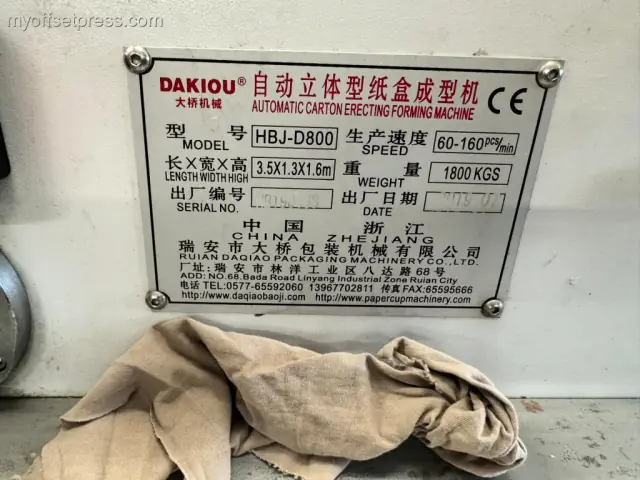 myoffsetpress.com
DAKIOU® 自动立体型纸盒成型机
大桥机械 AUTOMATIC CARTON ERECTING FORMING MACHINE CE
型 号 HBJ-D800 生产速度 60-160pcs/min
MODEL SPEED
长×宽×高 3.5X1.3X1.6m 重 量 1800 KGS
LENGTH WIDTH HIGH WEIGHT
出厂编号 出厂日期
SERIAL NO. DATE
中 国 浙 江
CHINA ZHEJIANG
瑞安市大桥包装机械有限公司
RUIAN DAQIAO PACKAGING MACHINERY CO.,LTD.
厂址: 瑞安市林洋工业区八达路68号
ADD: NO.68.Bada Road Linyang Industrial Zone Ruian City
电话 TEL:0577-65592060 13967702811 传真FAX:65595666
http://www.daqiaobaoji.com http://www.papercupmachinery.com